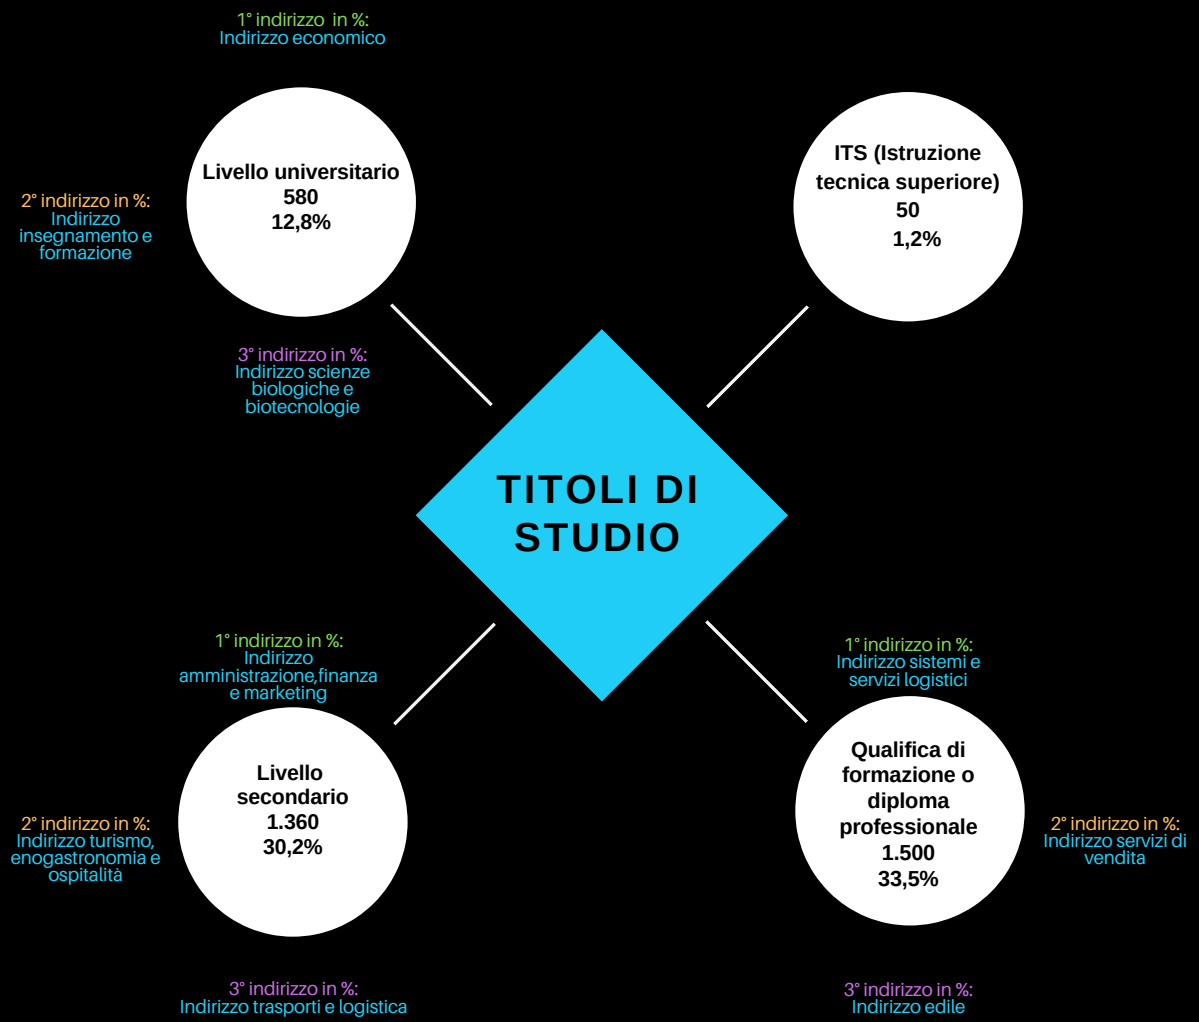 1° indirizzo in %:
Indirizzo economico
Livello universitario
580
12,8%
2° indirizzo in %:
Indirizzo
insegnamento e
formazione
3° indirizzo in %:
Indirizzo scienze
biologiche e
biotecnologie
ITS (Istruzione
tecnica superiore)
50
1,2%
TITOLI DI
STUDIO
1° indirizzo in %:
Indirizzo
amministrazione,finanza
e marketing
Livello
secondario
1.360
30,2%
2° indirizzo in %:
Indirizzo turismo,
enogastronomia e
ospitalità
3° indirizzo in %:
Indirizzo trasporti e logistica
1° indirizzo in %:
Indirizzo sistemi e
servizi logistici
Qualifica di
formazione o
diploma
professionale
1.500
33,5%
2° indirizzo in %:
Indirizzo servizi di
vendita
3° indirizzo in %:
Indirizzo edile